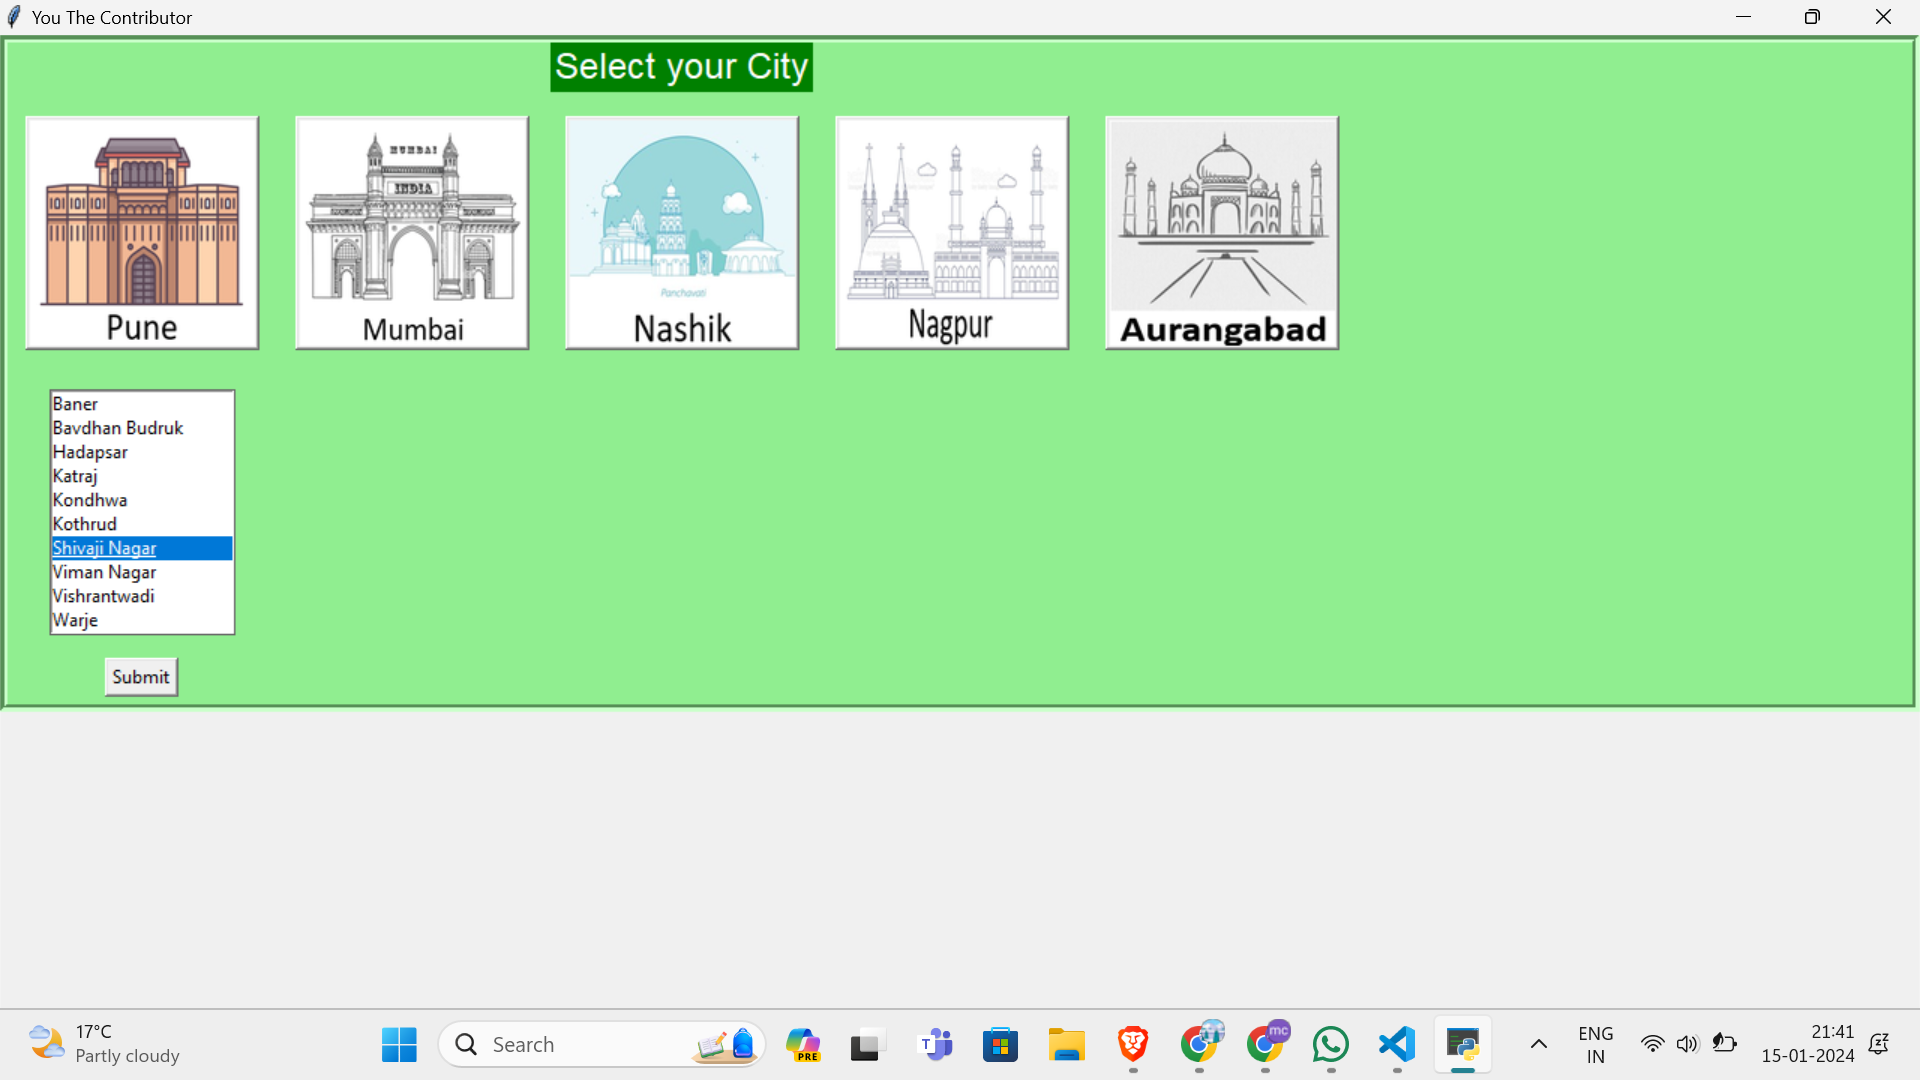 You The Contributor
Select your City
MUMBAI
INDIA
Panchavati
Pune
Mumbai
Nashik
Nagpur
Aurangabad
Baner
Bavdhan Budruk
Hadapsar
Katraj
Kondhwa
Kothrud
Shivaji Nagar
Viman Nagar
Vishrantwadi
Warje
Submit
17°C
Partly cloudy
Search
PRE
T
mc
ENG
IN
21:41
15-01-2024